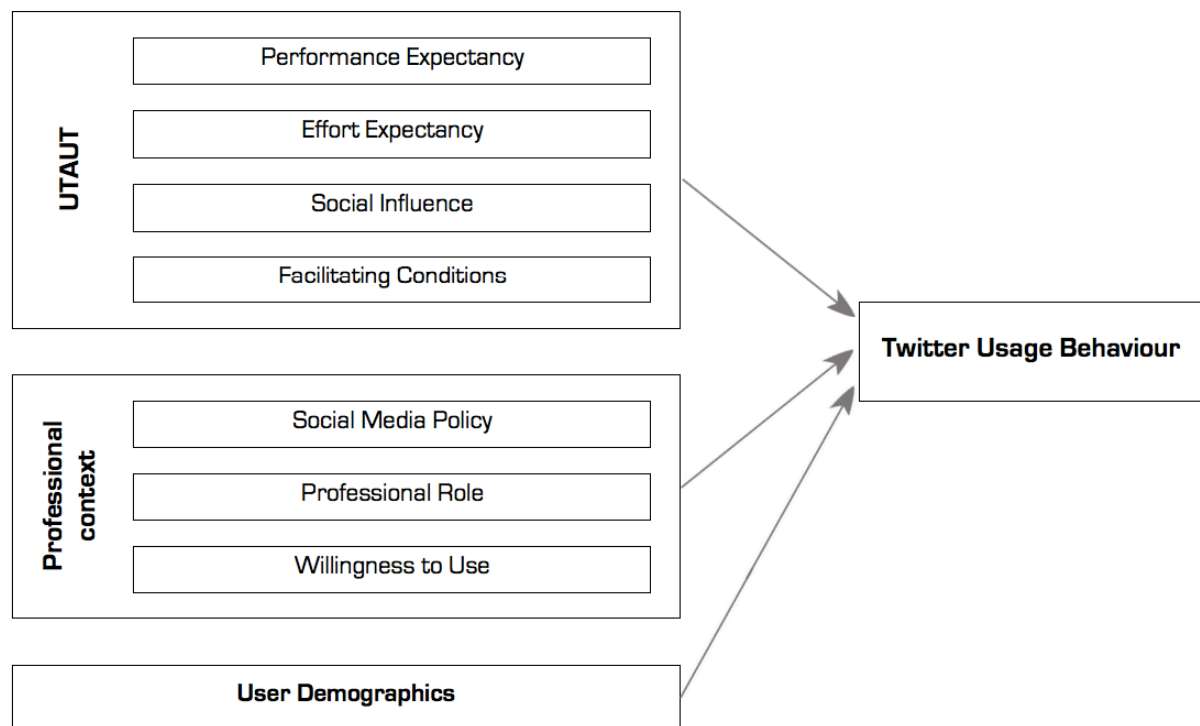 UTAUT
Performance Expectancy
Effort Expectancy
Social Influence
Facilitating Conditions
Professional
context
Social Media Policy
Professional Role
Willingness to Use
User Demographics
Twitter Usage Behaviour